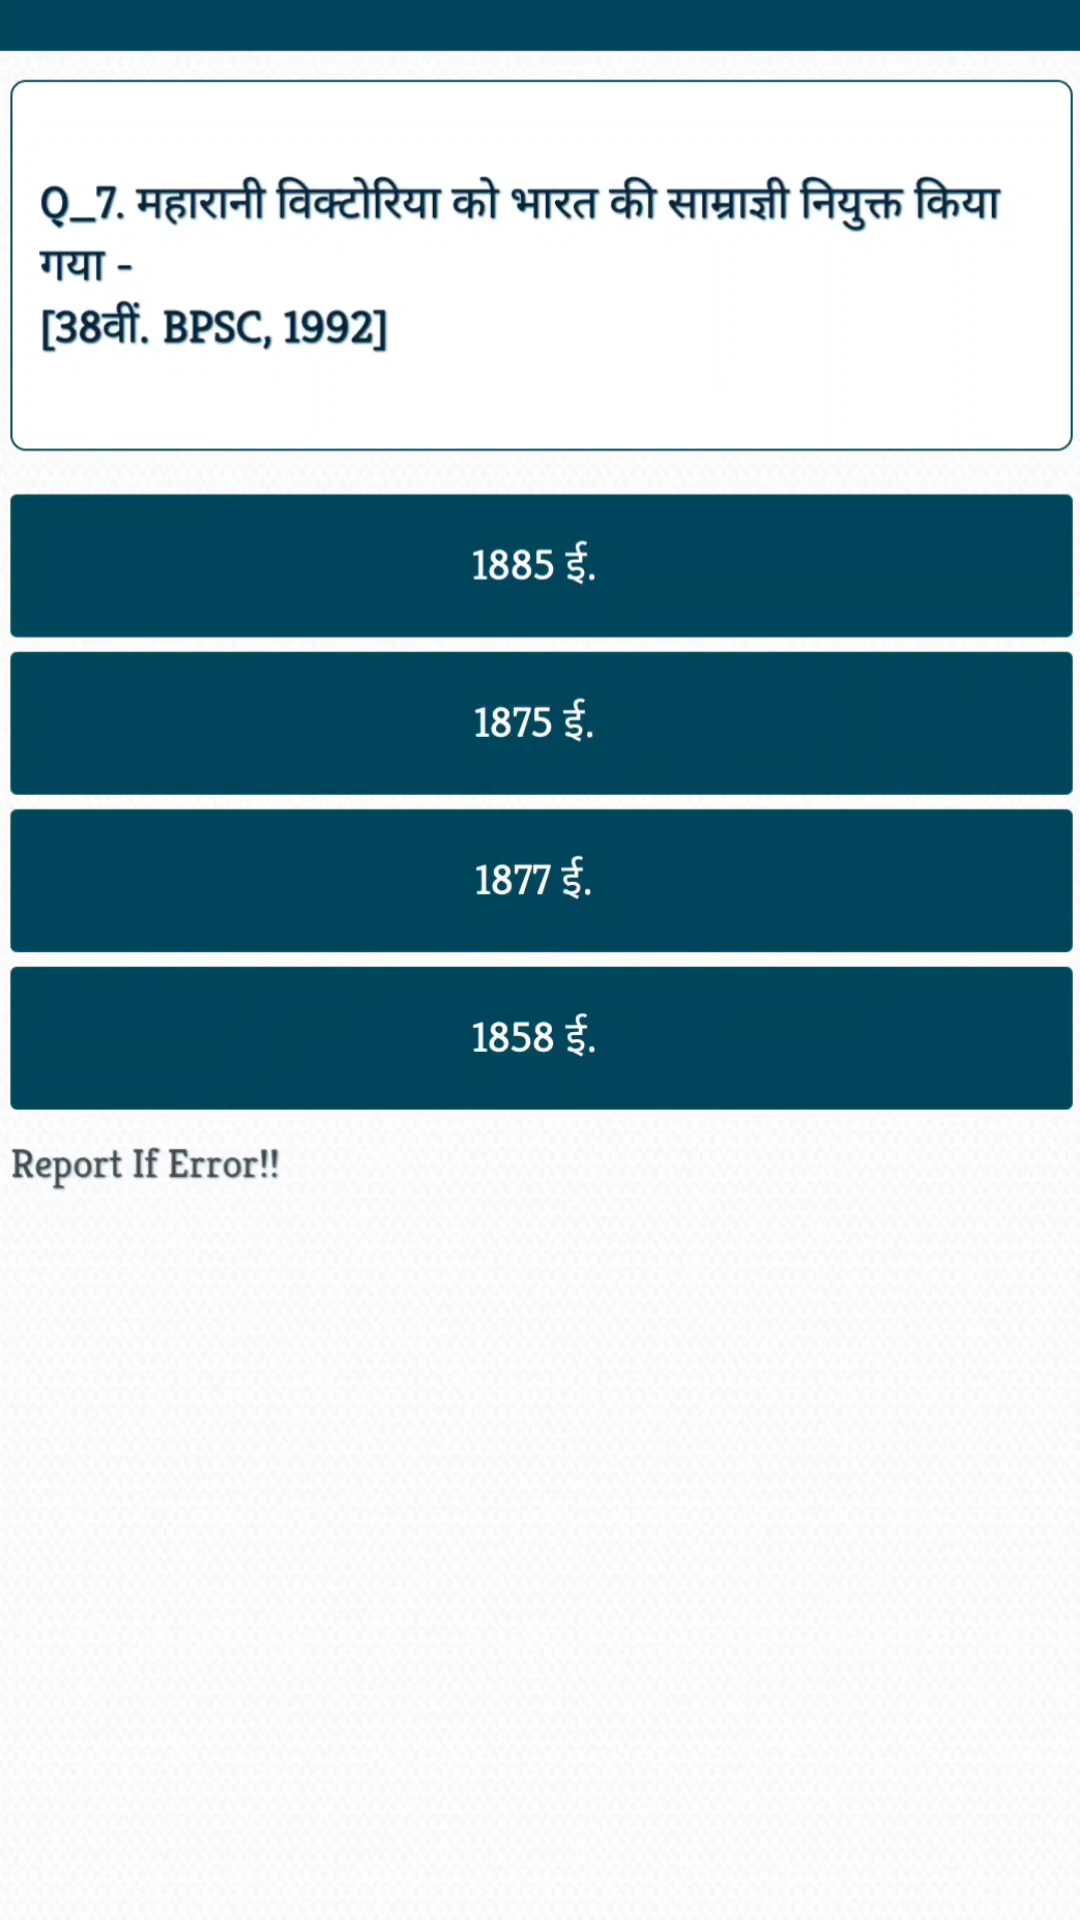 Q_7. महारानी विक्टोरिया को भारत की साम्राज्ञी नियुक्त किया
गया -
[38वीं. BPSC, 1992]
1885 ई.
1875 ई.
1877 ई.
1858 ई.
Report If Error!!